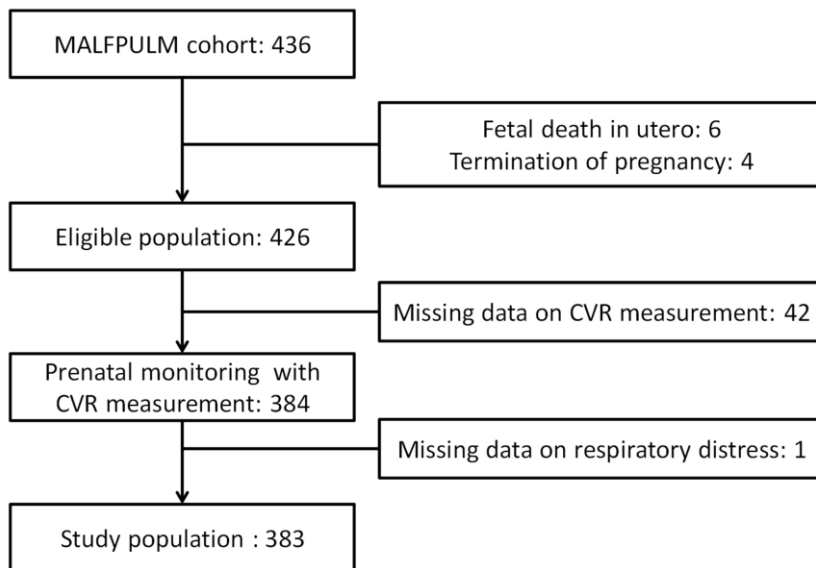 MALFPULM cohort: 436
Fetal death in utero: 6
Termination of pregnancy: 4
Eligible population: 426
Missing data on CVR measurement: 42
Prenatal monitoring with
CVR measurement: 384
Missing data on respiratory distress: 1
Study population : 383